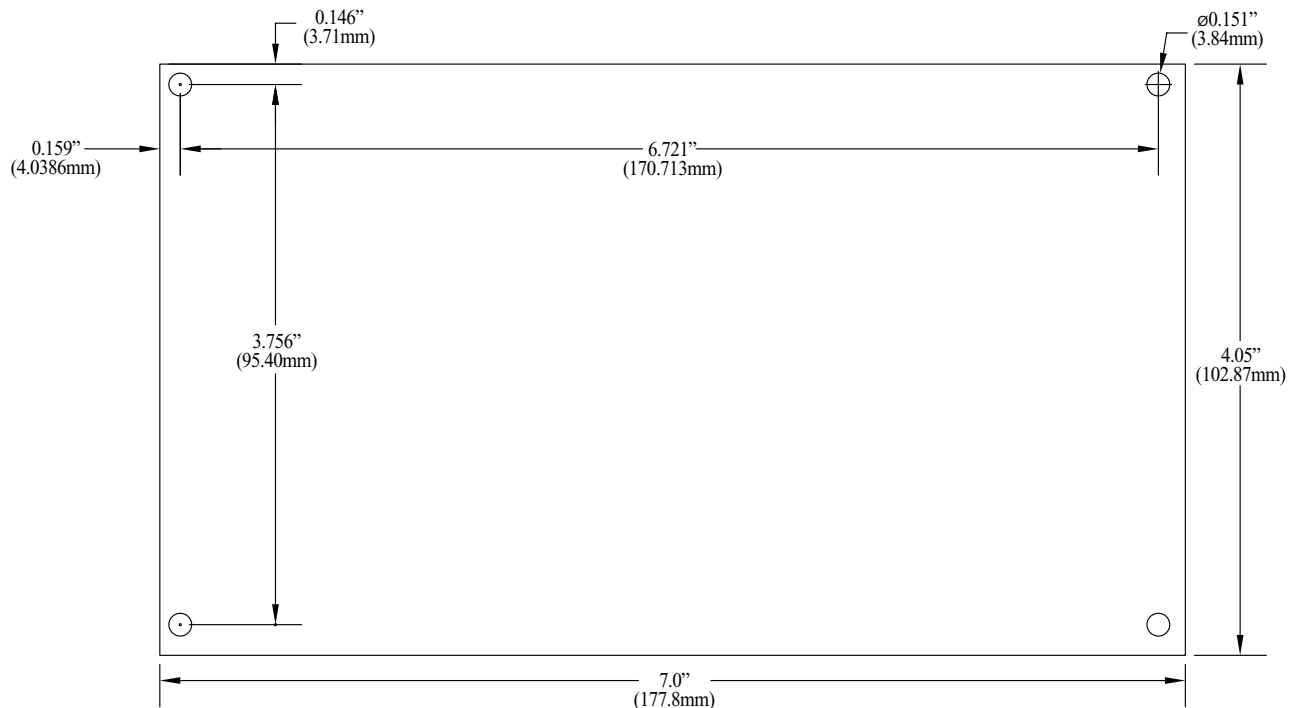 0.146”
(3.71mm)
ø0.151”
(3.84mm)
0.159”
(4.0386mm)
6.721”
(170.713mm)
3.756”
(95.40mm)
4.05”
(102.87mm)
7.0”
(177.8mm)